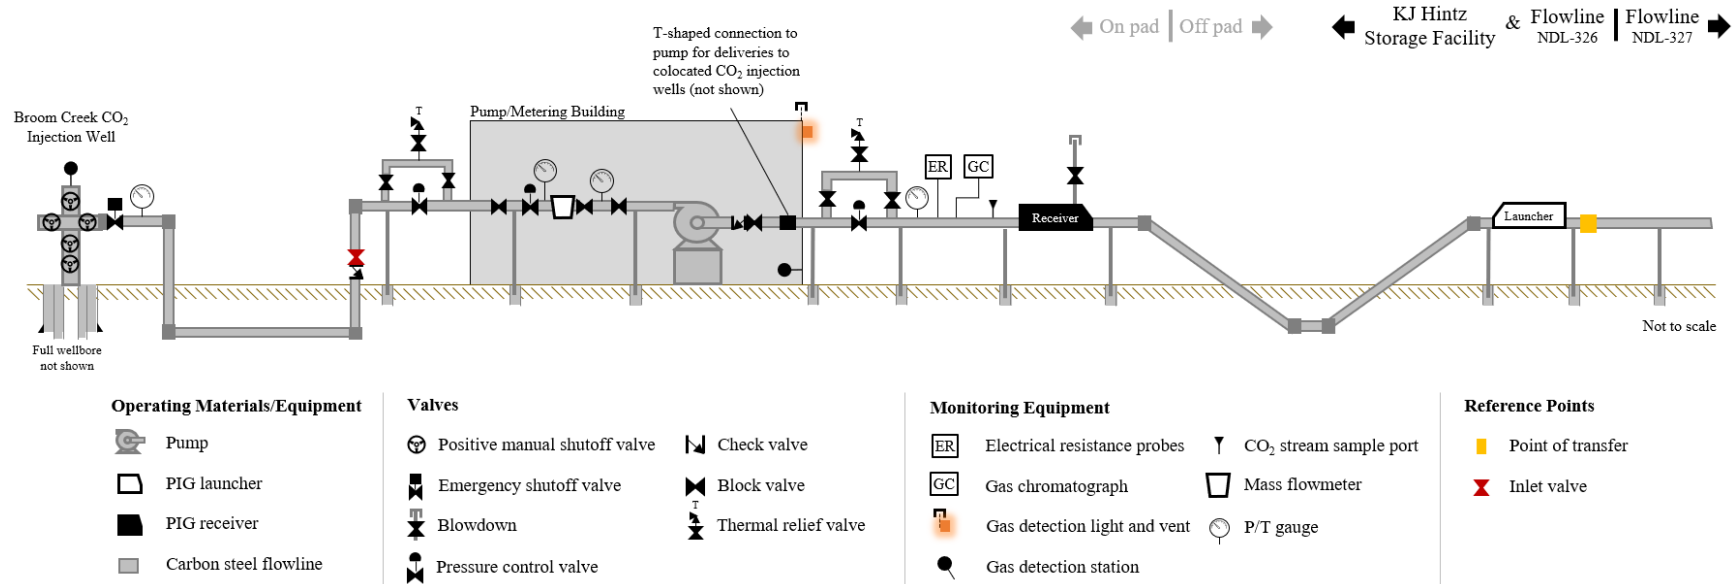 On pad | Off pad
KJ Hintz
Storage Facility
&
Flowline
NDL-326
Flowline
NDL-327
T-shaped connection to
pump for deliveries to
colocated CO₂ injection
wells (not shown)
Broom Creek CO₂
Injection Well
Pump/Metering Building
T
T
ER
GC
Receiver
Launcher
Full wellbore
not shown
Not to scale
Operating Materials/Equipment
Pump
PIG launcher
PIG receiver
Carbon steel flowline
Valves
Positive manual shutoff valve
Emergency shutoff valve
Blowdown
Pressure control valve
Check valve
Block valve
T
Thermal relief valve
Monitoring Equipment
ER
Electrical resistance probes
GC
Gas chromatograph
Gas detection light and vent
Gas detection station
CO₂ stream sample port
Mass flowmeter
P/T gauge
Reference Points
Point of transfer
Inlet valve